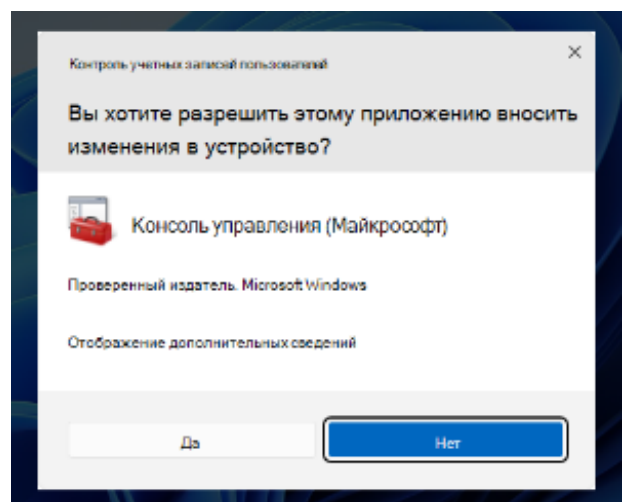 Контроль учетных записей пользователей
Вы хотите разрешить этому приложению вносить
изменения в устройство?
Консоль управления (Майкрософт)
Проверенный издатель. Microsoft Windows
Отображение дополнительных сведений
Да
Нет